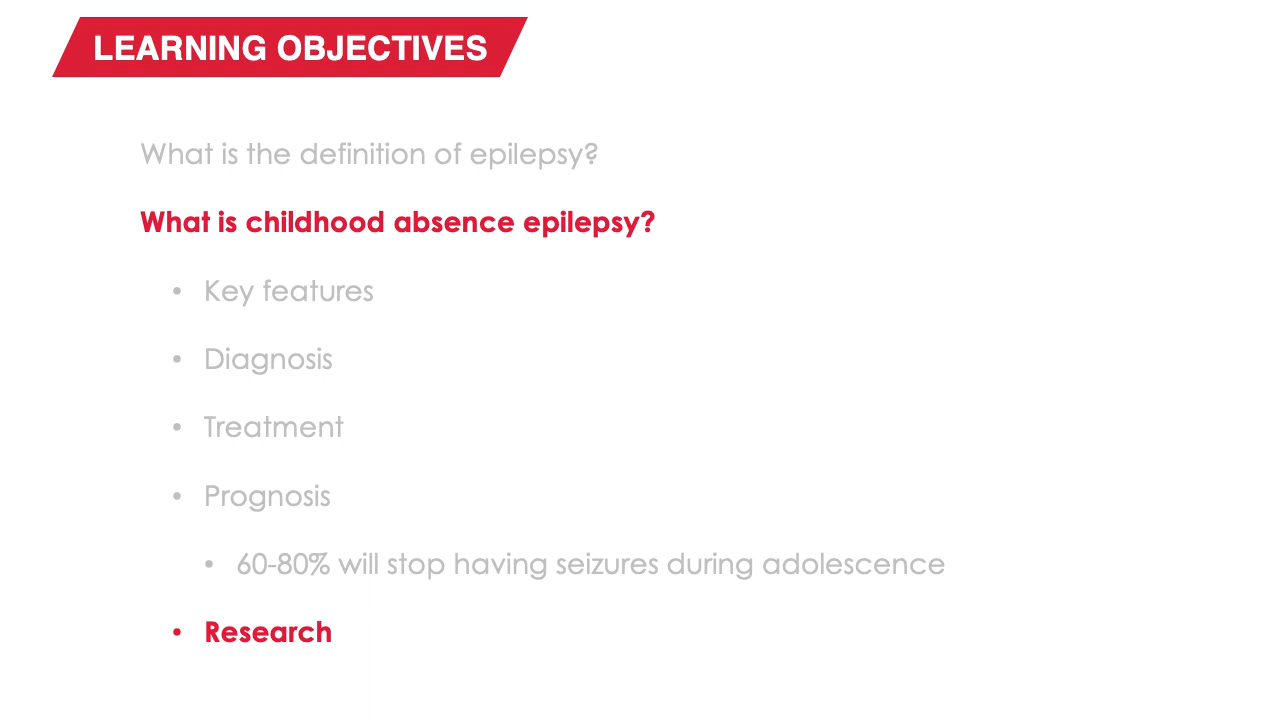 LEARNING OBJECTIVES
What is the definition of epilepsy?
What is childhood absence epilepsy?
• Key features
• Diagnosis
• Treatment
• Prognosis
• 60-80% will stop having seizures during adolescence
• Research